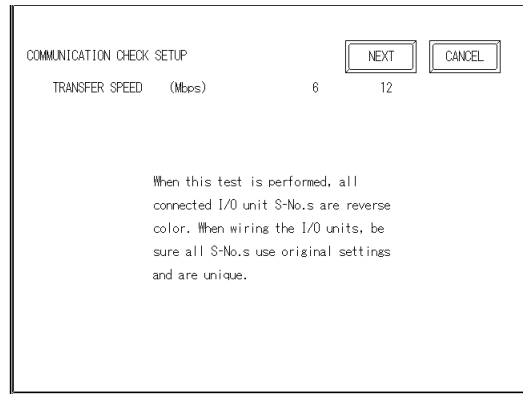 COMMUNICATION CHECK SETUP NEXT CANCEL
TRANSFER SPEED (Mbps) 6 12
When this test is performed, all
connected I/O unit S-No.s are reverse
color. When wiring the I/O units, be
sure all S-No.s use original settings
and are unique.